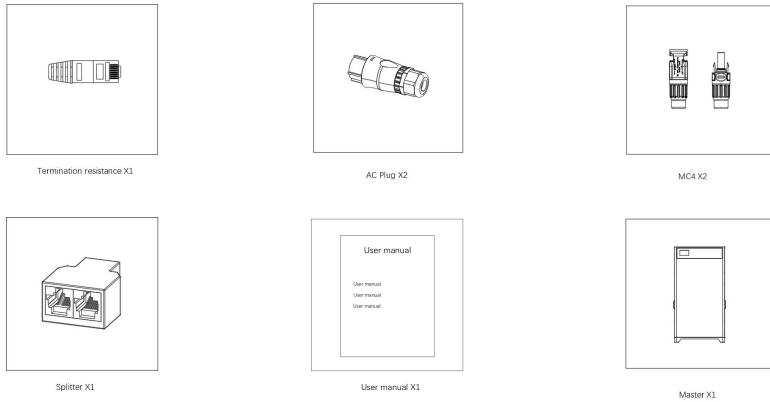 Termination resistance X1
AC Plug X2
MC4 X2
User manual
User manual
User manual
User manual
Splitter X1
User manual X1
Master X1